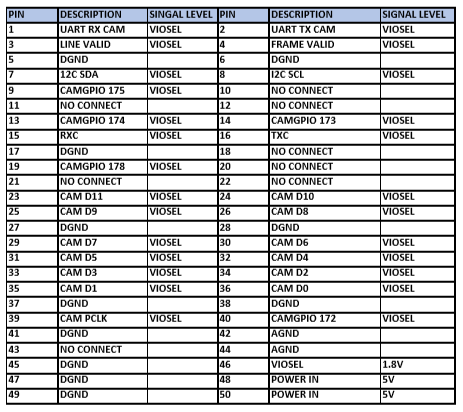 PIN DESCRIPTION SINGAL LEVEL PIN DESCRIPTION SIGNAL LEVEL
1 UART RX CAM VIOSEL 2 UART TX CAM VIOSEL
3 LINE VALID VIOSEL 4 FRAME VALID VIOSEL
5 DGND 6 DGND
7 12C SDA VIOSEL 8 I2C SCL VIOSEL
9 CAMGPIO 175 VIOSEL 10 NO CONNECT
11 NO CONNECT 12 NO CONNECT
13 CAMGPIO 174 VIOSEL 14 CAMGPIO 173 VIOSEL
15 RXC VIOSEL 16 TXC VIOSEL
17 DGND 18 NO CONNECT
19 CAMGPIO 178 VIOSEL 20 NO CONNECT
21 NO CONNECT 22 NO CONNECT
23 CAM D11 VIOSEL 24 CAM D10 VIOSEL
25 CAM D9 VIOSEL 26 CAM D8 VIOSEL
27 DGND 28 DGND
29 CAM D7 VIOSEL 30 CAM D6 VIOSEL
31 CAM D5 VIOSEL 32 CAM D4 VIOSEL
33 CAM D3 VIOSEL 34 CAM D2 VIOSEL
35 CAM D1 VIOSEL 36 CAM D0 VIOSEL
37 DGND 38 DGND
39 CAM PCLK VIOSEL 40 CAMGPIO 172 VIOSEL
41 DGND 42 AGND
43 NO CONNECT 44 AGND
45 DGND 46 VIOSEL 1.8V
47 DGND 48 POWER IN 5V
49 DGND 50 POWER IN 5V